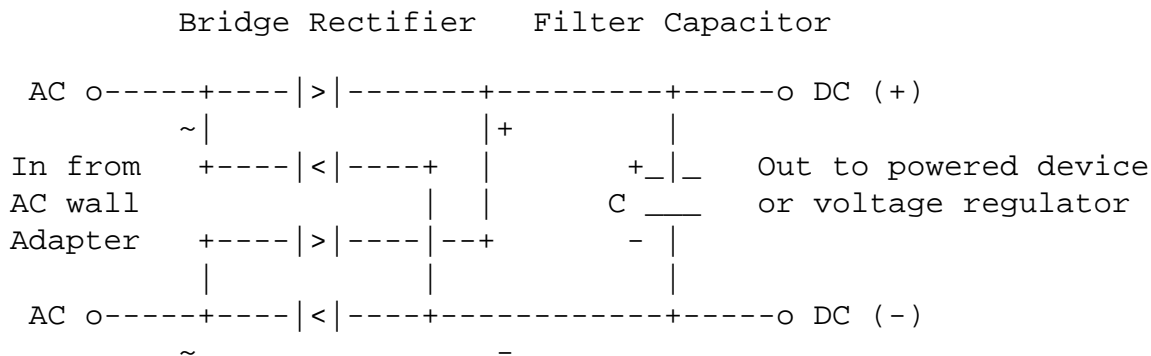 Bridge Rectifier   Filter Capacitor
AC o-----+----|>|-------+---------+-----o DC (+)
~|               |+        |
In from   +----|<|----+  |      +_|_   Out to powered device
AC wall               |  |     C ___   or voltage regulator
Adapter   +----|>|----|--+      - |
|           |            |
AC o-----+----|<|----+------------+-----o DC (-)
~                -